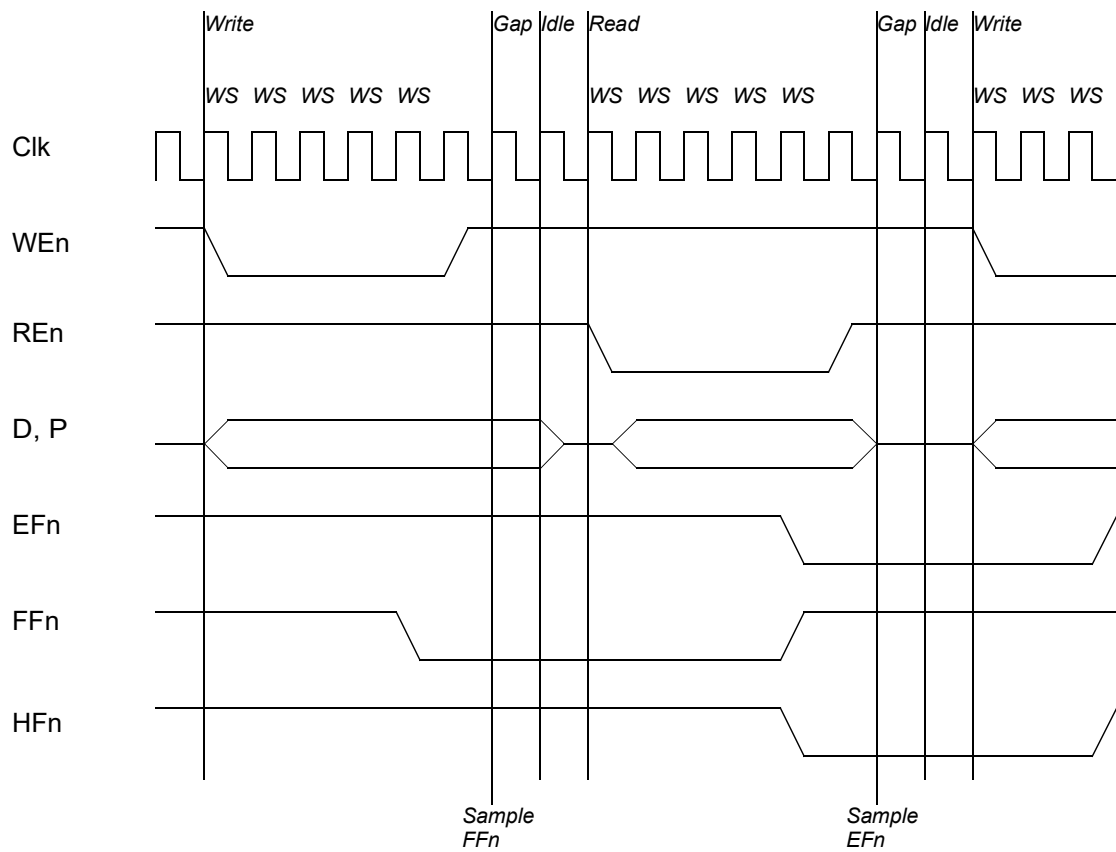 Write Gap Idle Read Gap Idle Write
WS WS WS WS WS WS WS WS WS WS WS WS WS
Clk
WEn
REn
D, P
EFn
FFn
HFn
Sample Sample
FFn EFn